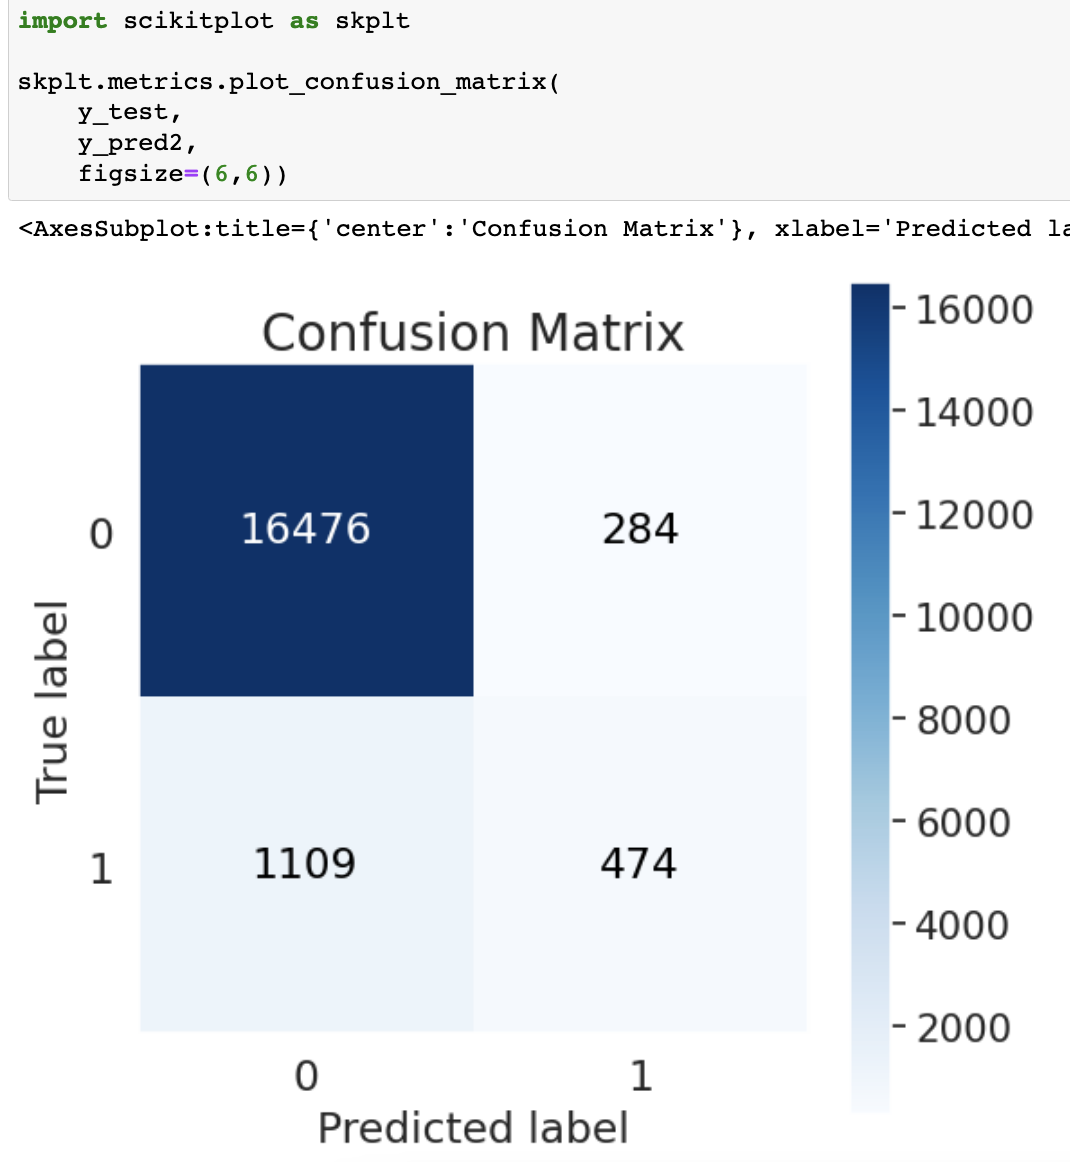 import scikitplot as skplt
skplt.metrics.plot_confusion_matrix(
    y_test,
    y_pred2,
    figsize=(6,6))
<AxesSubplot:title={'center':'Confusion Matrix'}, xlabel='Predicted la
Confusion Matrix
16000
14000
12000
10000
8000
6000
4000
2000
True label
0
16476
284
1
1109
474
0
1
Predicted label